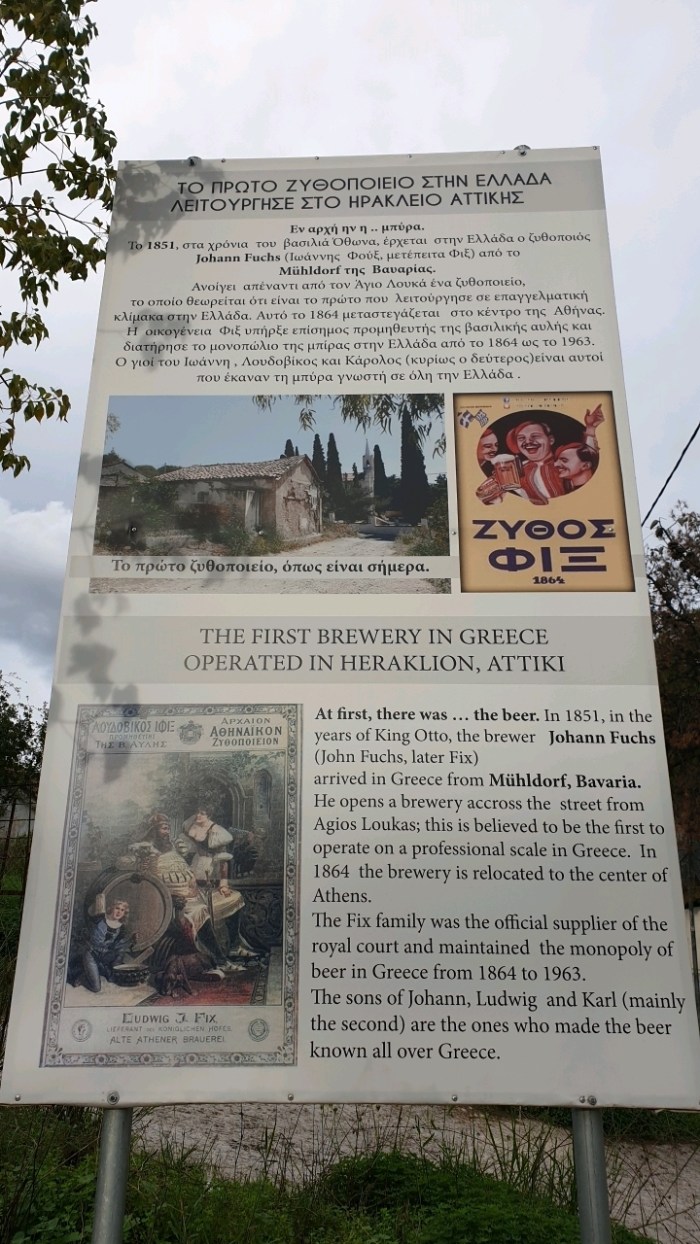 ΤΟ ΠΡΩΤΟ ΖΥΘΟΠΟΙΕΙΟ ΣΤΗΝ ΕΛΛΑΔΑ
ΛΕΙΤΟΥΡΓΗΣΕ ΣΤΟ ΗΡΑΚΛΕΙΟ ΑΤΤΙΚΗΣ
Εν αρχή ην η .. μπύρα.
Το 1851, στα χρόνια του βασιλιά Όθωνα, έρχεται στην Ελλάδα ο ζυθοποιός
Johann Fuchs (Ιωάννης Φούξ, μετέπειτα Φιξ) από το
Mühldorf της Βαυαρίας.
Ανοίγει απέναντι από τον Άγιο Λουκά ένα ζυθοποιείο,
το οποίο θεωρείται ότι είναι το πρώτο που λειτούργησε σε επαγγελματική
κλίμακα στην Ελλάδα. Αυτό το 1864 μεταστεγάζεται στο κέντρο της Αθήνας.
Η οικογένεια Φιξ υπήρξε επίσημος προμηθευτής της βασιλικής αυλής και
διατήρησε το μονοπώλιο της μπίρας στην Ελλάδα από το 1864 ως το 1963.
Ο γιοί του Ιωάννη , Λουδοβίκος και Κάρολος (κυρίως ο δεύτερος)είναι αυτοί
που έκαναν τη μπύρα γνωστή σε όλη την Ελλάδα .
Το πρώτο ζυθοποιείο, όπως είναι σήμερα.
ΖΥΘΟΣ
ΦΙΞ
1864
THE FIRST BREWERY IN GREECE
OPERATED IN HERAKLION, ATTIKI
ΛΟΥΔΟΒΙΚΟΣ ΙΦΙΞ
ΠΡΟΜΗΘΕΥΤΗΣ
ΤΗΣ Β. ΑΥΛΗΣ
ΑΡΧΑΙΟΝ
ΑΘΗΝΑΪΚΟΝ
ΖΥΘΟΠΟΙΕΙΟΝ
LUDWIG J. FIX
LIEFERANT DES KONIGLICHEN HOFES
ALTE ATHENER BRAUEREI
At first, there was … the beer. In 1851, in the
years of King Otto, the brewer Johann Fuchs
(John Fuchs, later Fix)
arrived in Greece from Mühldorf, Bavaria.
He opens a brewery accross the street from
Agios Loukas; this is believed to be the first to
operate on a professional scale in Greece. In
1864 the brewery is relocated to the center of
Athens.
The Fix family was the official supplier of the
royal court and maintained the monopoly of
beer in Greece from 1864 to 1963.
The sons of Johann, Ludwig and Karl (mainly
the second) are the ones who made the beer
known all over Greece.